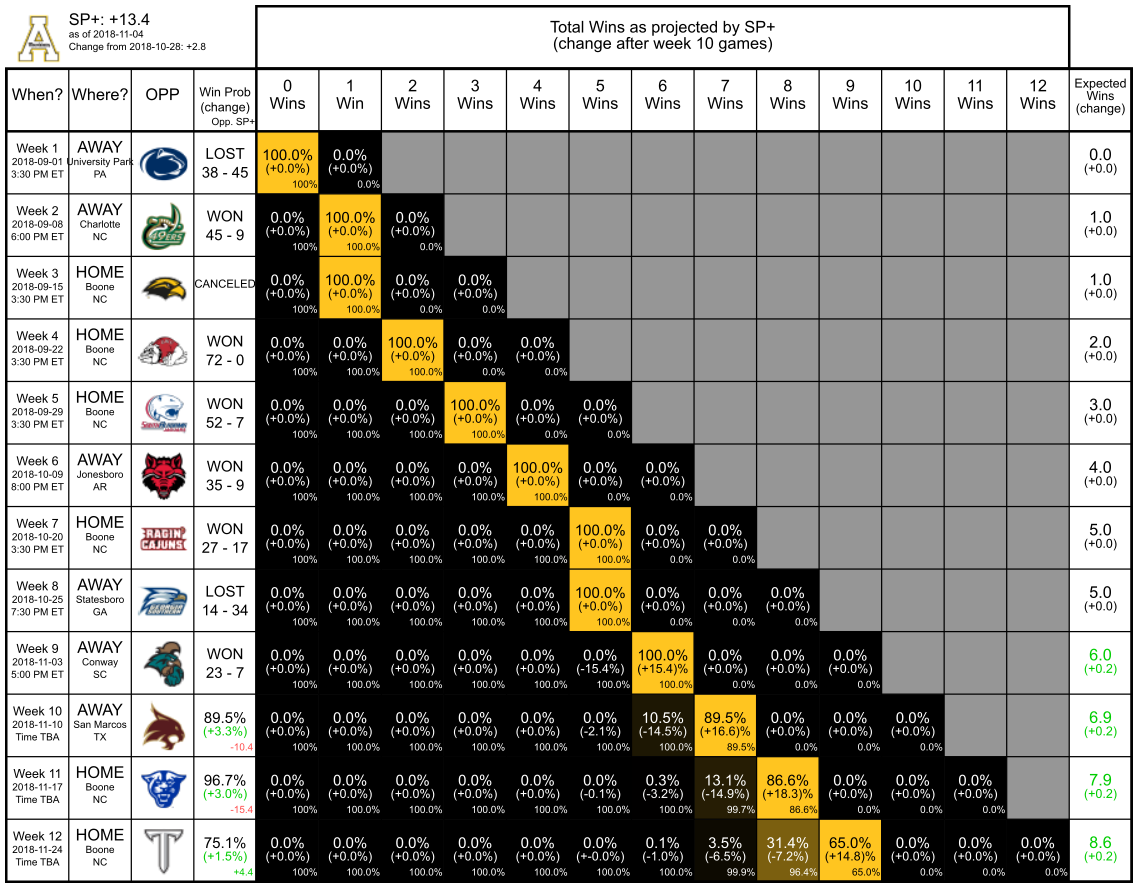 SP+: +13.4
as of 2018-11-04
Change from 2018-10-28: +2.8
Total Wins as projected by SP+
(change after week 10 games)
When? Where? OPP Win Prob (change) Opp. SP+ 0 Wins 1 Win 2 Wins 3 Wins 4 Wins 5 Wins 6 Wins 7 Wins 8 Wins 9 Wins 10 Wins 11 Wins 12 Wins Expected Wins (change)
Week 1 AWAY LOST 100.0% 0.0% 0.0
2018-09-01 University Park (+0.0%) (+0.0%) (+0.0)
3:30 PM ET PA 38 - 45 100% 0.0%
Week 2 AWAY WON 0.0% 100.0% 0.0% 1.0
2018-09-08 Charlotte (+0.0%) (+0.0%) (+0.0%) (+0.0)
6:00 PM ET NC 49ERS 45 - 9 100% 100.0% 0.0%
Week 3 HOME CANCELED 0.0% 100.0% 0.0% 0.0% 1.0
2018-09-15 Boone (+0.0%) (+0.0%) (+0.0%) (+0.0%) (+0.0)
3:30 PM ET NC 100% 100.0% 0.0% 0.0%
Week 4 HOME WON 0.0% 0.0% 100.0% 0.0% 0.0% 2.0
2018-09-22 Boone (+0.0%) (+0.0%) (+0.0%) (+0.0%) (+0.0%) (+0.0)
3:30 PM ET NC 72 - 0 100% 100% 100.0% 0.0% 0.0%
Week 5 HOME WON 0.0% 0.0% 0.0% 100.0% 0.0% 0.0% 3.0
2018-09-29 Boone (+0.0%) (+0.0%) (+0.0%) (+0.0%) (+0.0%) (+0.0%) (+0.0)
3:30 PM ET NC 52 - 7 100% 100.0% 100.0% 100.0% 0.0% 0.0%
Week 6 AWAY WON 0.0% 0.0% 0.0% 0.0% 100.0% 0.0% 0.0% 4.0
2018-10-09 Jonesboro (+0.0%) (+0.0%) (+0.0%) (+0.0%) (+0.0%) (+0.0%) (+0.0%) (+0.0)
8:00 PM ET AR 35 - 9 100% 100.0% 100.0% 100.0% 100.0% 0.0% 0.0%
Week 7 HOME RAGIN' CAJUNS WON 0.0% 0.0% 0.0% 0.0% 0.0% 100.0% 0.0% 0.0% 5.0
2018-10-20 Boone (+0.0%) (+0.0%) (+0.0%) (+0.0%) (+0.0%) (+0.0%) (+0.0%) (+0.0%) (+0.0)
3:30 PM ET NC 27 - 17 100% 100.0% 100.0% 100.0% 100.0% 100.0% 0.0% 0.0%
Week 8 AWAY GEORGIA SOUTHERN LOST 0.0% 0.0% 0.0% 0.0% 0.0% 100.0% 0.0% 0.0% 0.0% 5.0
2018-10-25 Statesboro (+0.0%) (+0.0%) (+0.0%) (+0.0%) (+0.0%) (+0.0%) (+0.0%) (+0.0%) (+0.0%) (+0.0)
7:30 PM ET GA 14 - 34 100% 100.0% 100.0% 100.0% 100.0% 100.0% 0.0% 0.0% 0.0%
Week 9 AWAY WON 0.0% 0.0% 0.0% 0.0% 0.0% 0.0% 100.0% 0.0% 0.0% 0.0% 6.0
2018-11-03 Conway (+0.0%) (+0.0%) (+0.0%) (+0.0%) (+0.0%) (-15.4%) (+15.4)% (+0.0%) (+0.0%) (+0.0%) (+0.2)
5:00 PM ET SC 23 - 7 100% 100% 100% 100% 100% 100.0% 100.0% 0.0% 0.0% 0.0%
Week 10 AWAY 89.5% 0.0% 0.0% 0.0% 0.0% 0.0% 0.0% 10.5% 89.5% 0.0% 0.0% 0.0% 6.9
2018-11-10 San Marcos (+3.3%) (+0.0%) (+0.0%) (+0.0%) (+0.0%) (+0.0%) (-2.1%) (-14.5%) (+16.6)% (+0.0%) (+0.0%) (+0.0%) (+0.2)
Time TBA TX -10.4 100% 100% 100% 100% 100% 100% 100.0% 89.5% 0.0% 0.0% 0.0%
Week 11 HOME 96.7% 0.0% 0.0% 0.0% 0.0% 0.0% 0.0% 0.3% 13.1% 86.6% 0.0% 0.0% 0.0% 7.9
2018-11-17 Boone (+3.0%) (+0.0%) (+0.0%) (+0.0%) (+0.0%) (+0.0%) (-0.1%) (-3.2%) (-14.9%) (+18.3)% (+0.0%) (+0.0%) (+0.0%) (+0.2)
Time TBA NC -15.4 100% 100% 100% 100% 100% 100% 100.0% 99.7% 86.6% 0.0% 0.0% 0.0%
Week 12 HOME 75.1% 0.0% 0.0% 0.0% 0.0% 0.0% 0.0% 0.1% 3.5% 31.4% 65.0% 0.0% 0.0% 0.0% 8.6
2018-11-24 Boone (+1.5%) (+0.0%) (+0.0%) (+0.0%) (+0.0%) (+0.0%) (+-0.0%) (-1.0%) (-6.5%) (-7.2%) (+14.8)% (+0.0%) (+0.0%) (+0.0%) (+0.2)
Time TBA NC +4.4 100% 100% 100% 100% 100% 100% 100.0% 99.9% 96.4% 65.0% 0.0% 0.0% 0.0%